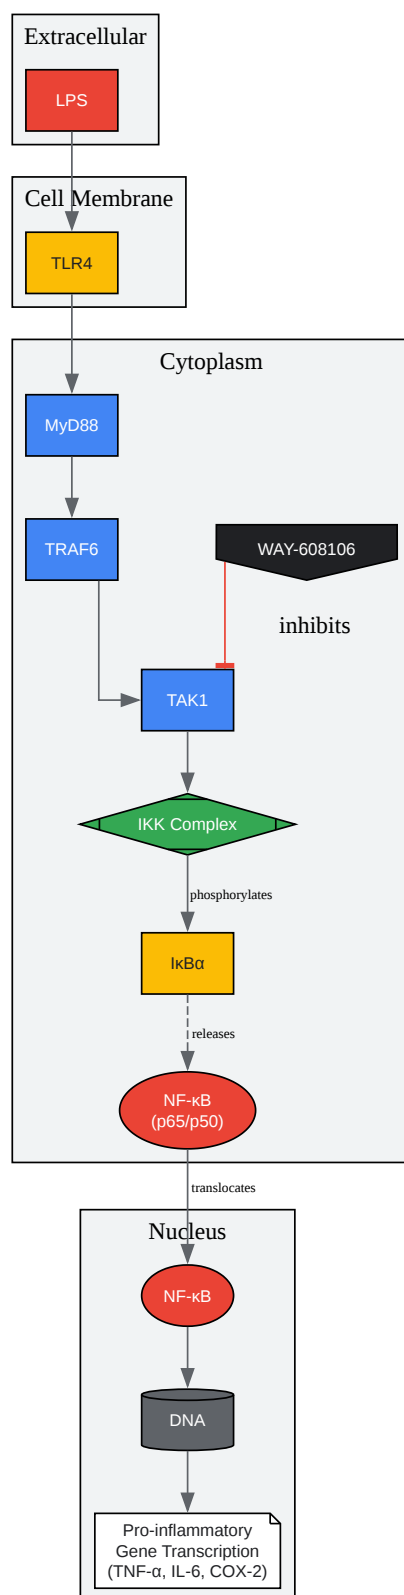 Extracellular
LPS
Cell Membrane
TLR4
Cytoplasm
MyD88
TRAF6
WAY-608106
inhibits
TAK1
IKK Complex
phosphorylates
IκBα
releases
NF-κB
(p65/p50)
translocates
Nucleus
NF-κB
DNA
Pro-inflammatory
Gene Transcription
(TNF-α, IL-6, COX-2)